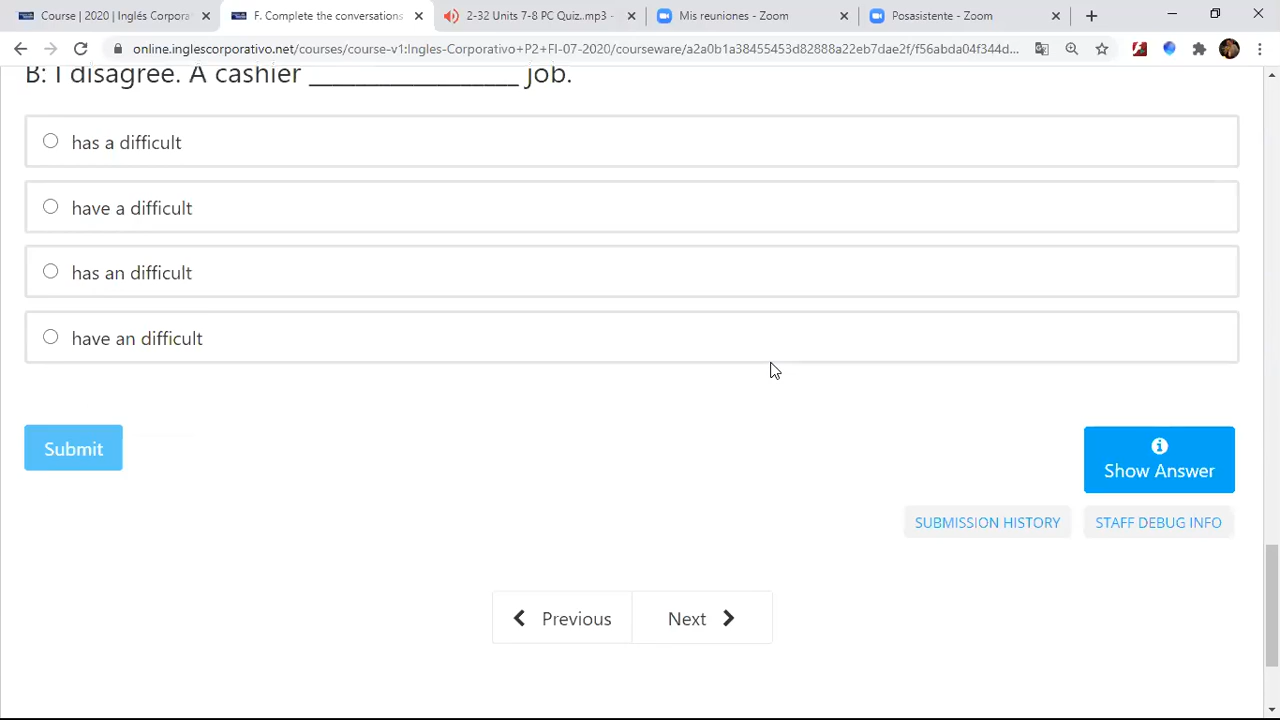 Course | 2020 | Inglés Corpora
F. Complete the conversations
2-32 Units 7-8 PC Quiz..mp3 -
Mis reuniones - Zoom
Posasistente - Zoom
online.inglescorporativo.net/courses/course-v1:Ingles-Corporativo+P2+FI-07-2020/courseware/a2a0b1a38455453d82888a22eb7dae2f/f56abda04f344d...
B: I disagree. A cashier __________________ job.
has a difficult
have a difficult
has an difficult
have an difficult
Submit
Show Answer
SUBMISSION HISTORY
STAFF DEBUG INFO
Previous
Next